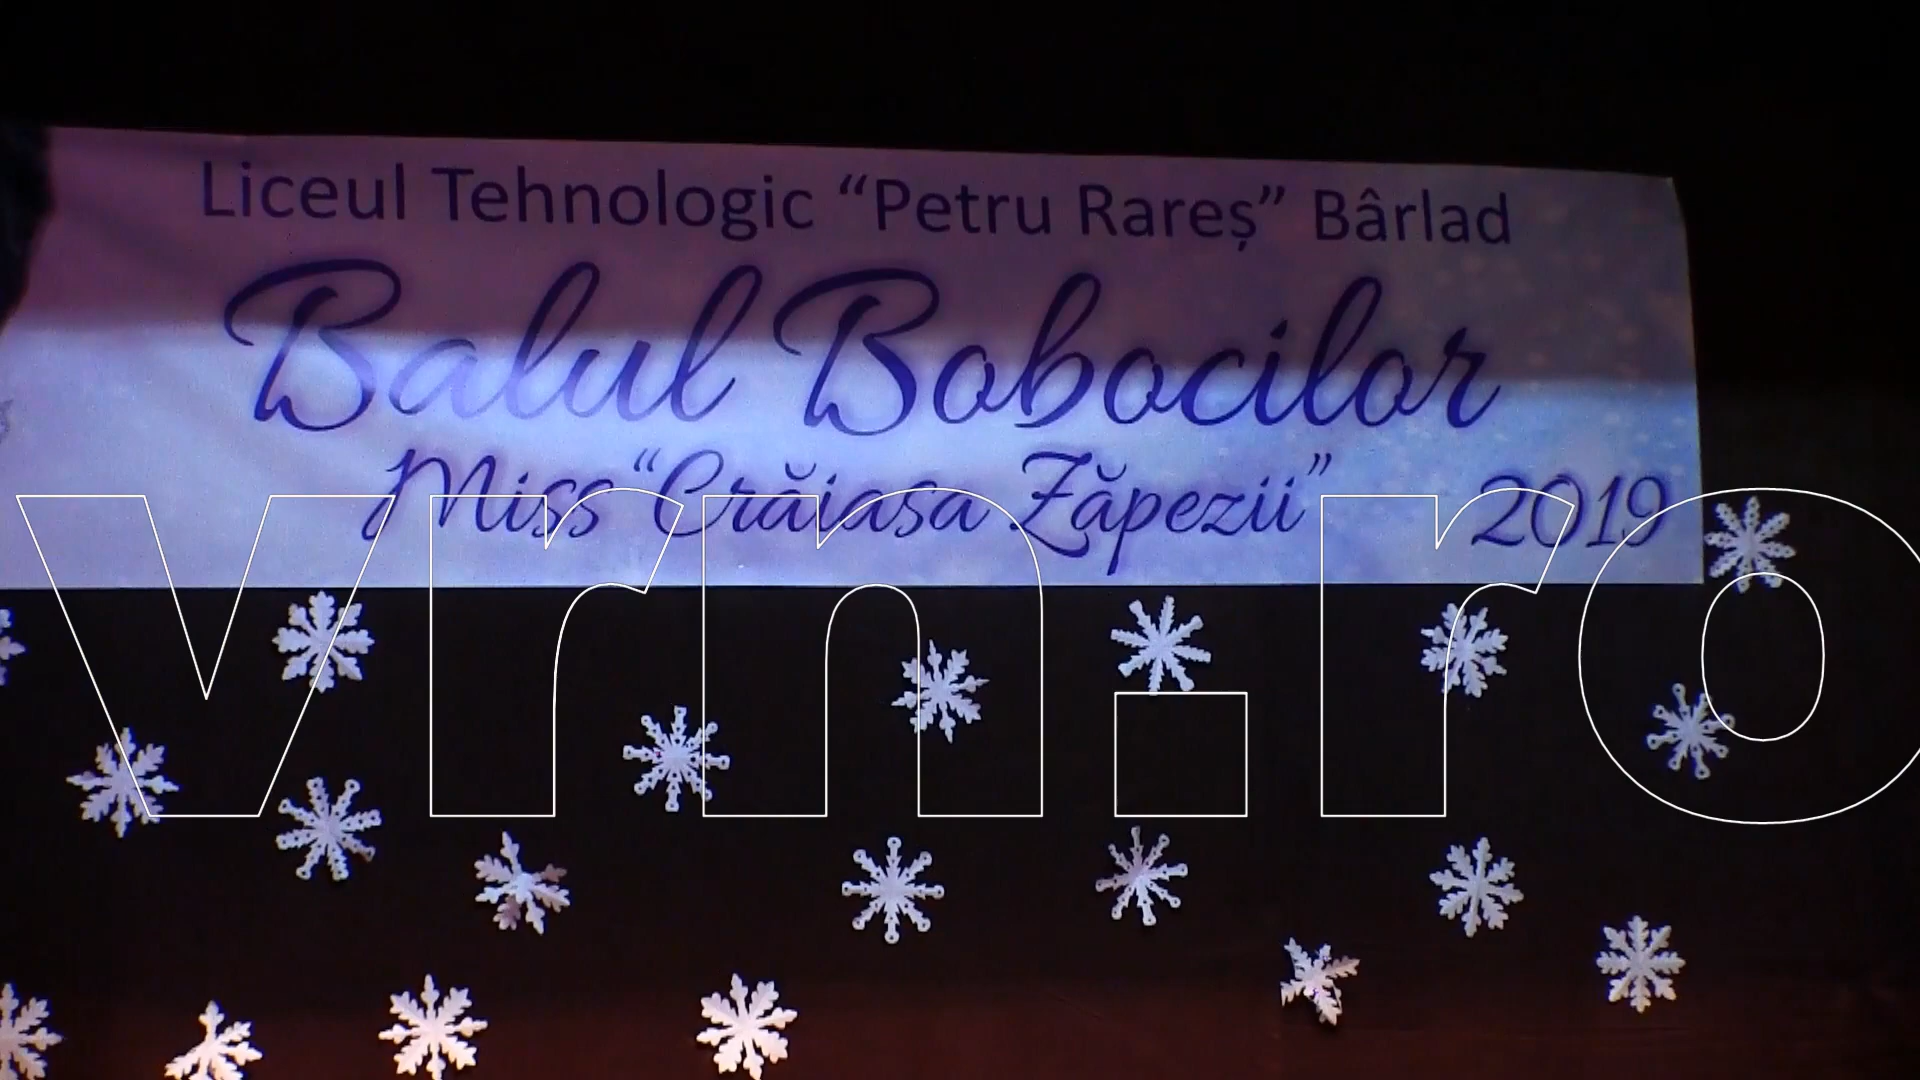 Liceul Tehnologic “Petru Rareș” Bârlad
Balul Bobocilor
Miss “Crăiasa Zăpezii” 2019
vrn.ro